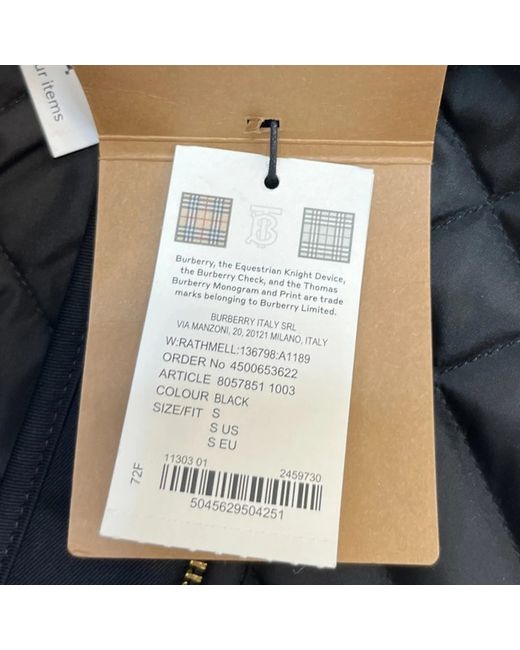 ur items
Burberry, the Equestrian Knight Device,
the Burberry Check, and the Thomas
Burberry Monogram and Print are trade
marks belonging to Burberry Limited.
BURBERRY ITALY SRL
VIA MANZONI, 20, 20121 MILANO, ITALY
W:RATHMELL:136798:A1189
ORDER No 4500653622
ARTICLE 8057851 1003
COLOUR BLACK
SIZE/FIT S
S US
S EU
72F
11303 01 2459730
5045629504251